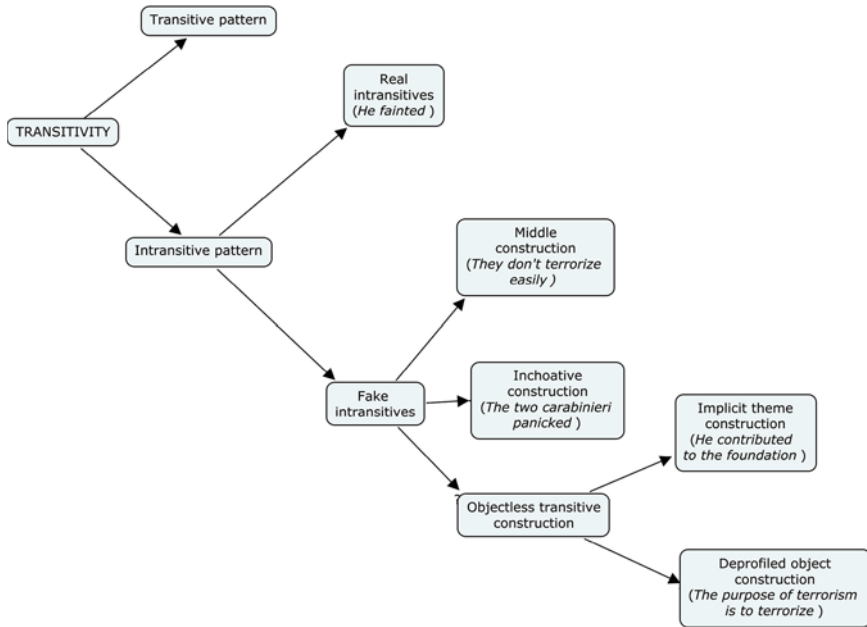 Transitive pattern
Real
intransitives
(He fainted )
TRANSITIVITY
Intransitive pattern
Middle
construction
(They don't terrorize
easily )
Fake
intransitives
Inchoative
construction
(The two carabinieri
panicked )
Implicit theme
construction
(He contributed
to the foundation )
Objectless transitive
construction
Deprofiled object
construction
(The purpose of terrorism
is to terrorize )